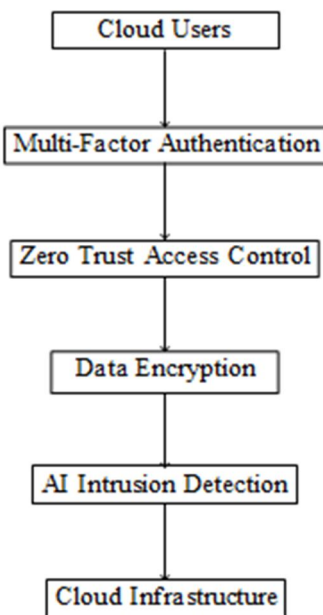 Cloud Users
Multi-Factor Authentication
Zero Trust Access Control
Data Encryption
AI Intrusion Detection
Cloud Infrastructure